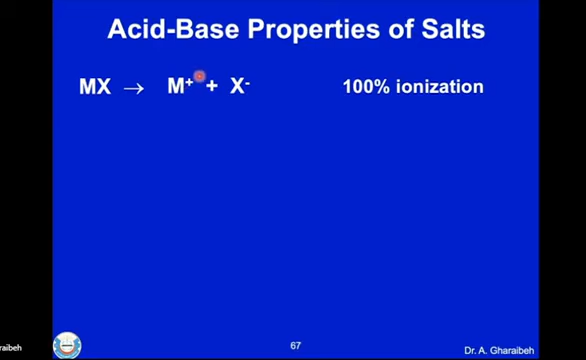 Acid-Base Properties of Salts
MX → M⁺ + X⁻ 100% ionization
raibeh
67
Dr. A. Gharaibeh